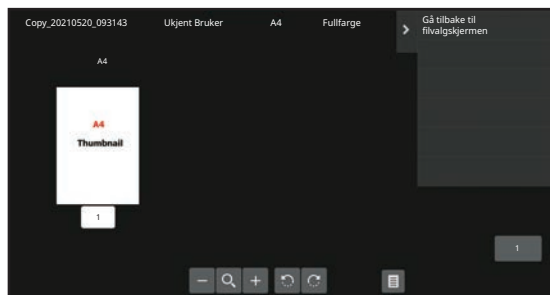 Copy_20210520_093143 Ukjent Bruker A4 Fullfarge
Gå tilbake til
filvalgskjermen
A4
A4
Thumbnail
1
1